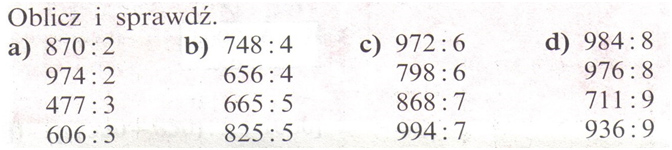 Oblicz i sprawdź.
a) 870 : 2 b) 748 : 4 c) 972 : 6 d) 984 : 8
974 : 2 656 : 4 798 : 6 976 : 8
477 : 3 665 : 5 868 : 7 711 : 9
606 : 3 825 : 5 994 : 7 936 : 9